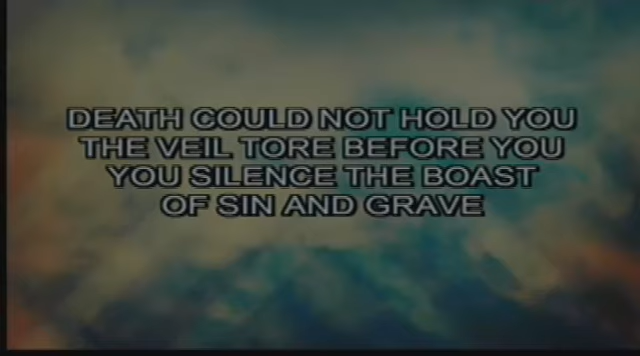 DEATH COULD NOT HOLD YOU
THE VEIL TORE BEFORE YOU
YOU SILENCE THE BOAST
OF SIN AND GRAVE